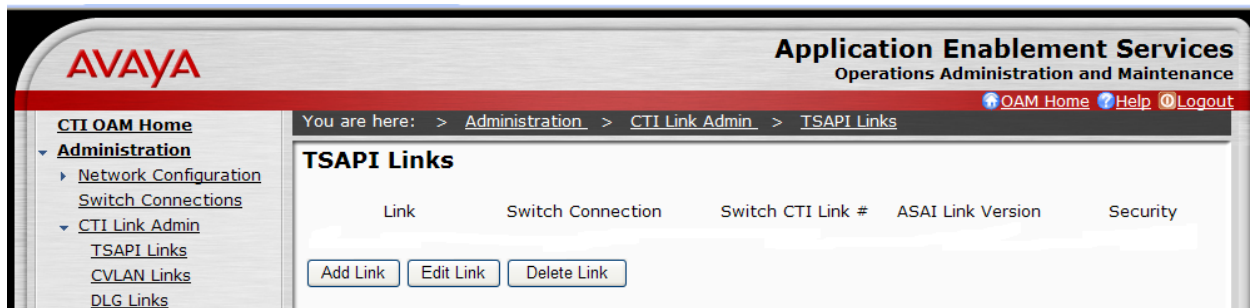 AVAYA
Application Enablement Services
Operations Administration and Maintenance
OAM Home Help Logout
CTI OAM Home
Administration
Network Configuration
Switch Connections
CTI Link Admin
TSAPI Links
CVLAN Links
DLG Links
You are here: > Administration > CTI Link Admin > TSAPI Links
TSAPI Links
Link Switch Connection Switch CTI Link # ASAI Link Version Security
Add Link Edit Link Delete Link